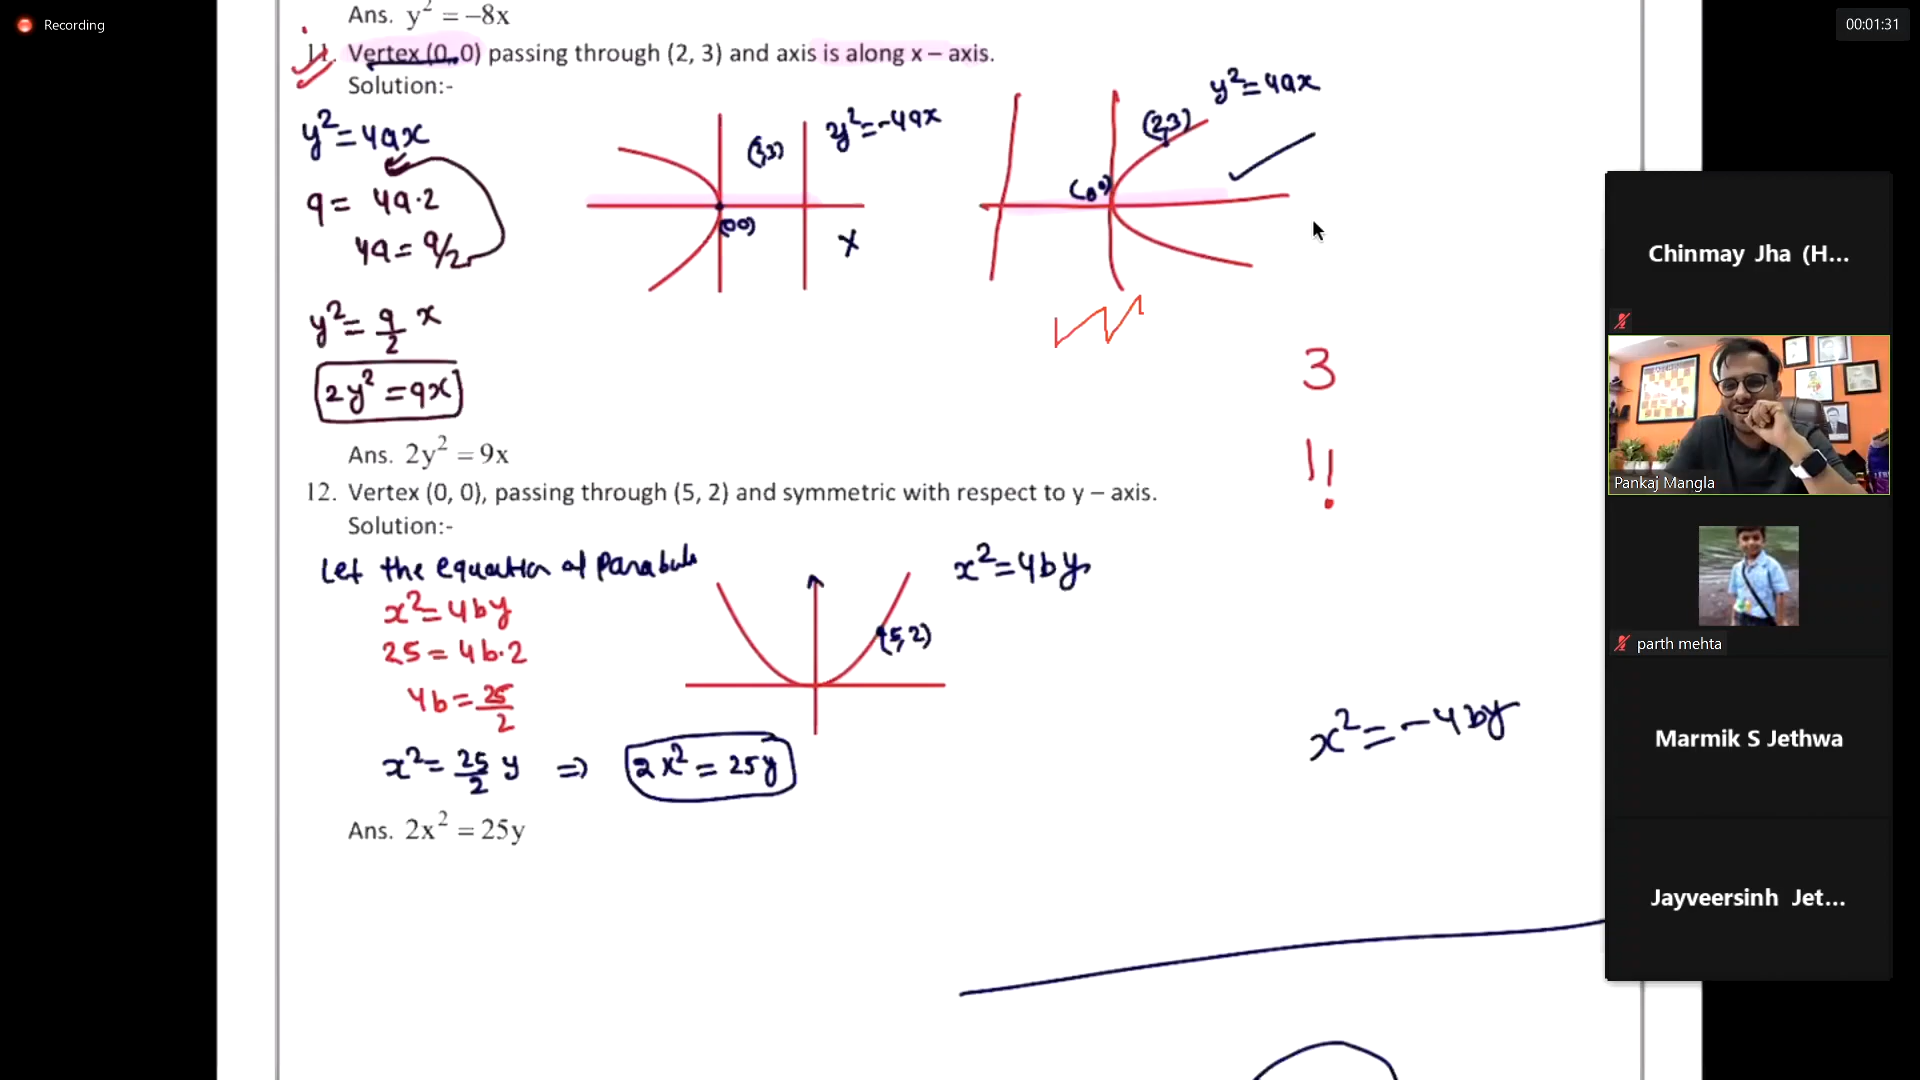 Recording
00:01:31
Ans. y² = –8x
11. Vertex (0, 0) passing through (2, 3) and axis is along x – axis.
Solution:-
y² = 4ax
9 = 4a·2
4a = 9/2
y² = 9/2 x
2y² = 9x
y² = -4ax
(0 0)
X
y² = 4ax
(2,3)
(0 0)
3
!!
Ans. 2y² = 9x
12. Vertex (0, 0), passing through (5, 2) and symmetric with respect to y – axis.
Solution:-
Let the equation of Parabola
x² = 4by
25 = 4b·2
4b = 25/2
x² = 25/2 y ⇒ 2x² = 25y
(5,2)
x² = 4by
x² = -4by
Ans. 2x² = 25y
Chinmay Jha (H...
Pankaj Mangla
parth mehta
Marmik S Jethwa
Jayveersinh Jet...